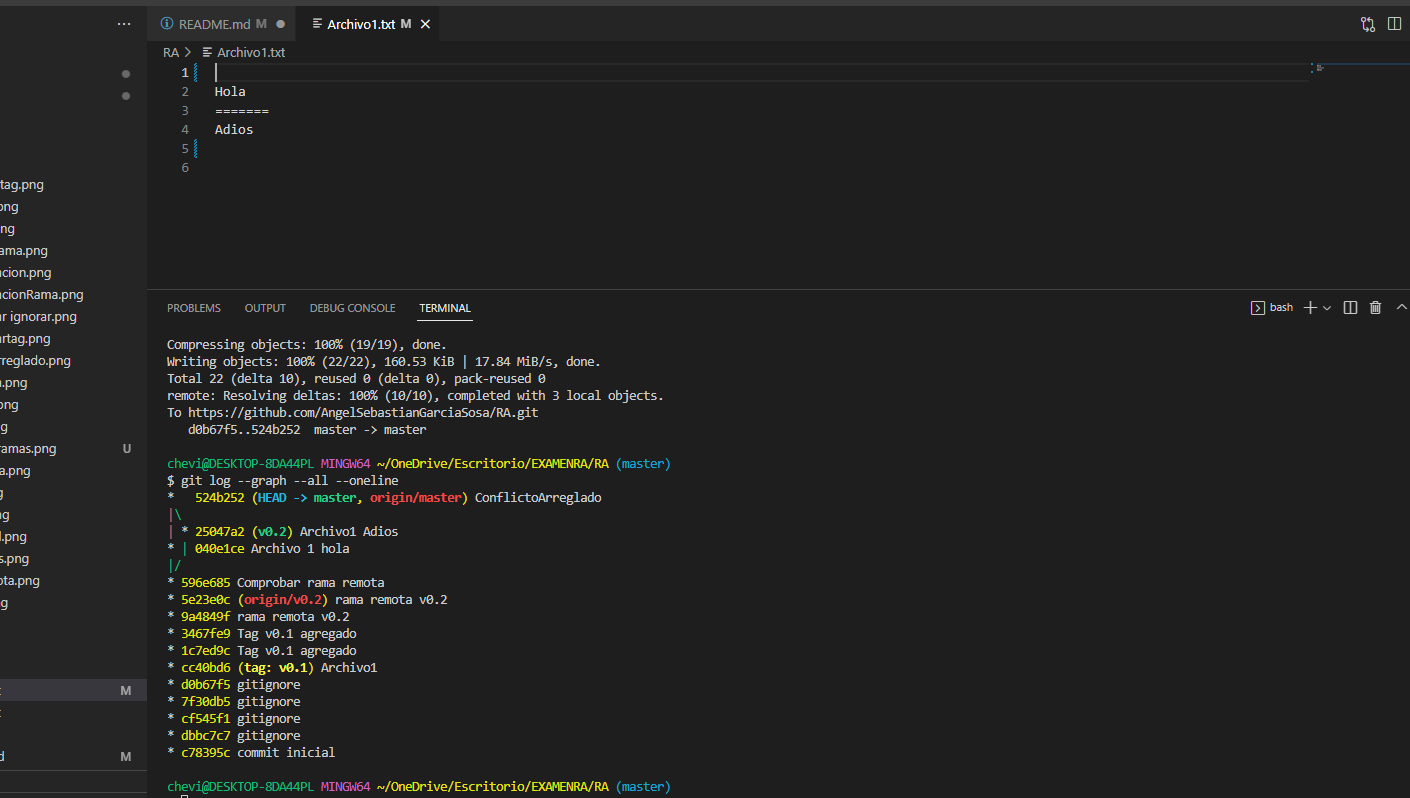 README.md M
Archivo1.txt M
RA > Archivo1.txt
1
2 Hola
3 =======
4 Adios
5
6
tag.png
png
ng
ama.png
cion.png
cionRama.png
r ignorar.png
rtag.png
rreglado.png
.png
png
g
ramas.png U
a.png
g
ng
l.png
s.png
ota.png
g
M
d M
PROBLEMS OUTPUT DEBUG CONSOLE TERMINAL
bash
Compressing objects: 100% (19/19), done.
Writing objects: 100% (22/22), 160.53 KiB | 17.84 MiB/s, done.
Total 22 (delta 10), reused 0 (delta 0), pack-reused 0
remote: Resolving deltas: 100% (10/10), completed with 3 local objects.
To https://github.com/AngelSebastianGarciaSosa/RA.git
   d0b67f5..524b252  master -> master
chevi@DESKTOP-8DA44PL MINGW64 ~/OneDrive/Escritorio/EXAMENRA/RA (master)
$ git log --graph --all --oneline
*   524b252 (HEAD -> master, origin/master) ConflictoArreglado
|\
| * 25047a2 (v0.2) Archivo1 Adios
* | 040e1ce Archivo 1 hola
|/
* 596e685 Comprobar rama remota
* 5e23e0c (origin/v0.2) rama remota v0.2
* 9a4849f rama remota v0.2
* 3467fe9 Tag v0.1 agregado
* 1c7ed9c Tag v0.1 agregado
* cc40bd6 (tag: v0.1) Archivo1
* d0b67f5 gitignore
* 7f30db5 gitignore
* cf545f1 gitignore
* dbbc7c7 gitignore
* c78395c commit inicial
chevi@DESKTOP-8DA44PL MINGW64 ~/OneDrive/Escritorio/EXAMENRA/RA (master)